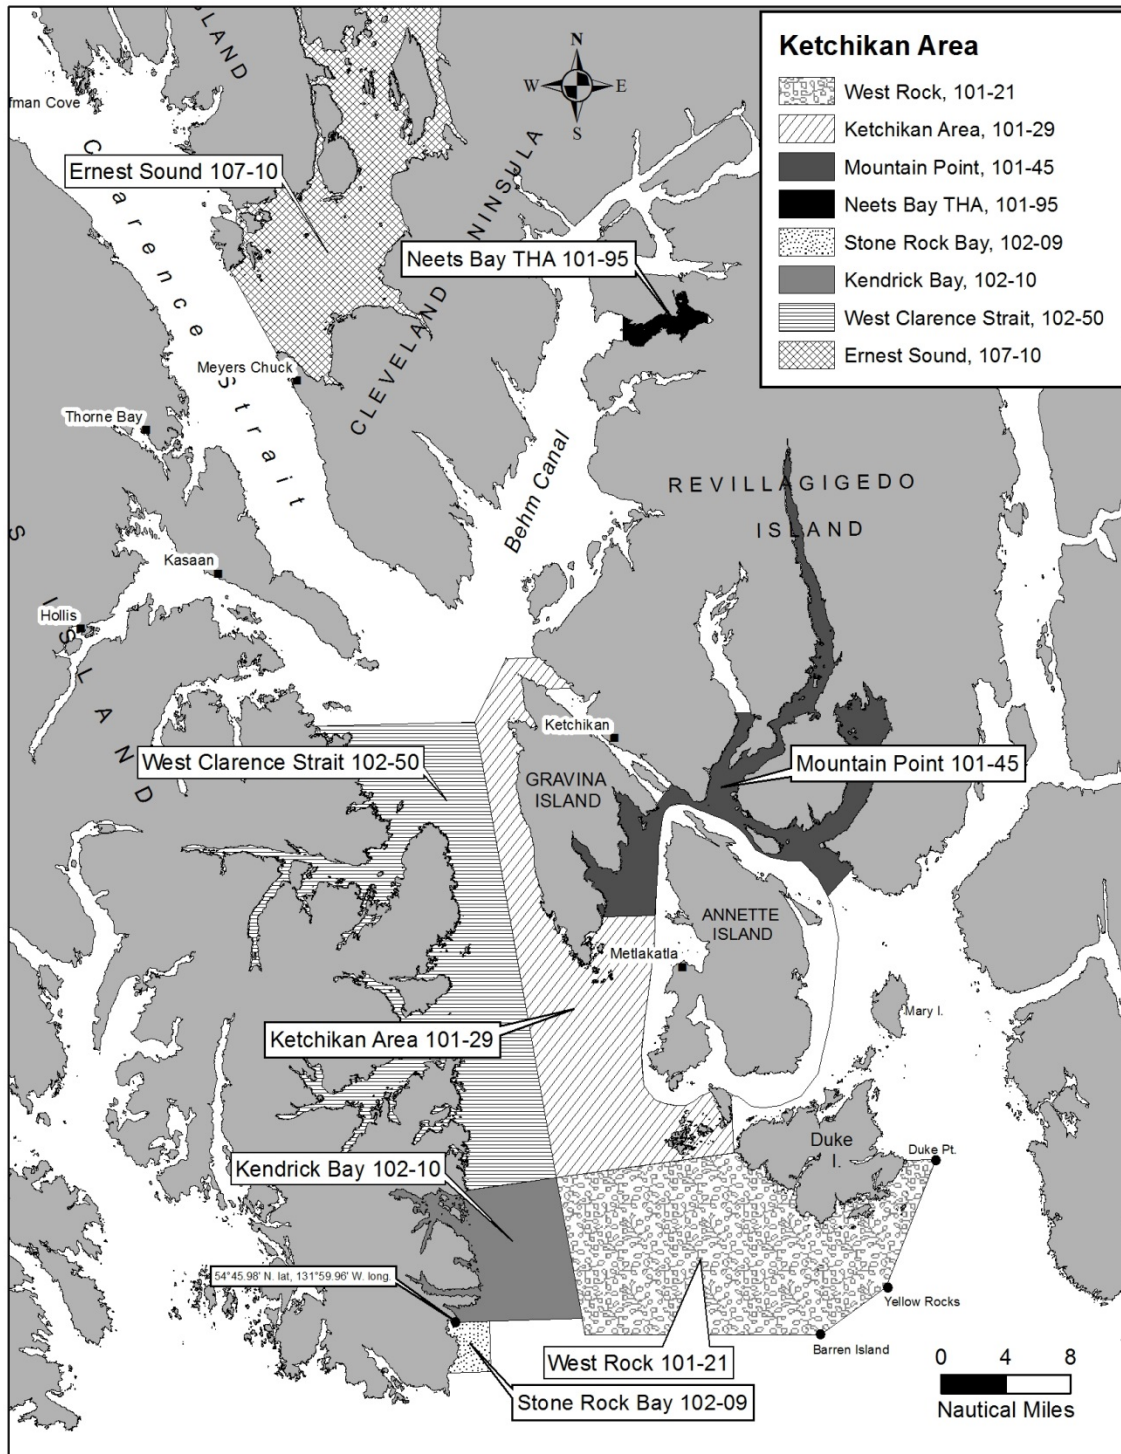 Ketchikan Area
West Rock, 101-21
Ketchikan Area, 101-29
Mountain Point, 101-45
Neets Bay THA, 101-95
Stone Rock Bay, 102-09
Kendrick Bay, 102-10
West Clarence Strait, 102-50
Ernest Sound, 107-10
N
W
E
S
LAND
fman Cove
Clarence Strait
Ernest Sound 107-10
CLEVELAND
NINSULA
Neets Bay THA 101-95
Meyers Chuck
Thorne Bay
Behm Canal
REVILLAGIGEDO
ISLAND
Kasaan
Hollis
S ISLAND
Ketchikan
West Clarence Strait 102-50
GRAVINA
ISLAND
Mountain Point 101-45
ANNETTE
ISLAND
Metlakatla
Mary I.
Ketchikan Area 101-29
Duke
I.
Duke Pt.
Kendrick Bay 102-10
54°45.98' N. lat, 131°59.96' W. long.
Yellow Rocks
Barren Island
West Rock 101-21
Stone Rock Bay 102-09
0 4 8
Nautical Miles